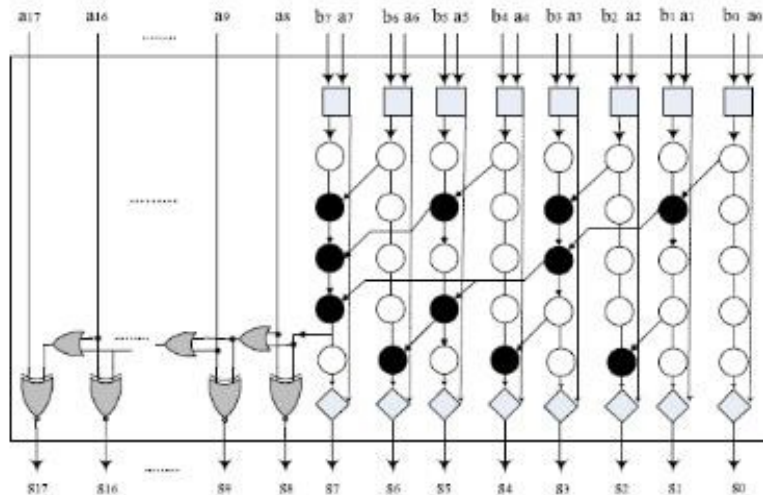 a17 a16 ........ a9 a8 b7 a7 b6 a6 b5 a5 b4 a4 b3 a3 b2 a2 b1 a1 b0 a0
s17 s16 ........ s9 s8 s7 s6 s5 s4 s3 s2 s1 s0